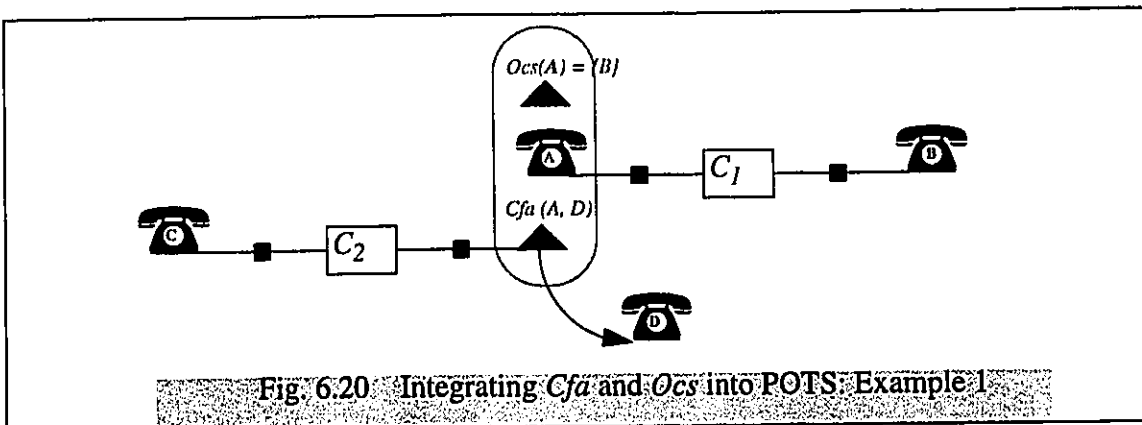 Ocs(A) = {B}
A
B
C1
Cfa (A, D)
C
C2
D
Fig. 6.20 Integrating Cfa and Ocs into POTS: Example 1